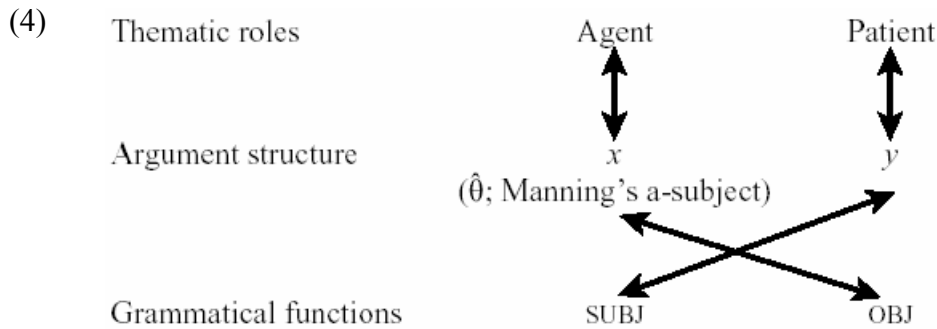 (4) Thematic roles Agent Patient
Argument structure x y
(θ̂; Manning's a-subject)
Grammatical functions SUBJ OBJ